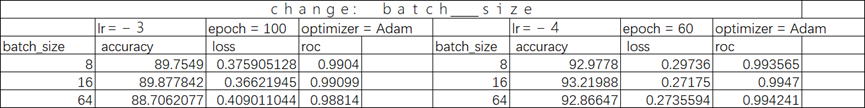 change: batch__size
lr=-3 epoch=100 optimizer=Adam lr=-4 epoch=60 optimizer=Adam
batch_size accuracy loss roc batch_size accuracy loss roc
8 89.7549 0.375905128 0.9904 8 92.9778 0.29736 0.993565
16 89.877842 0.36621945 0.99099 16 93.21988 0.27175 0.9947
64 88.7062077 0.409011044 0.98814 64 92.86647 0.2735594 0.994241